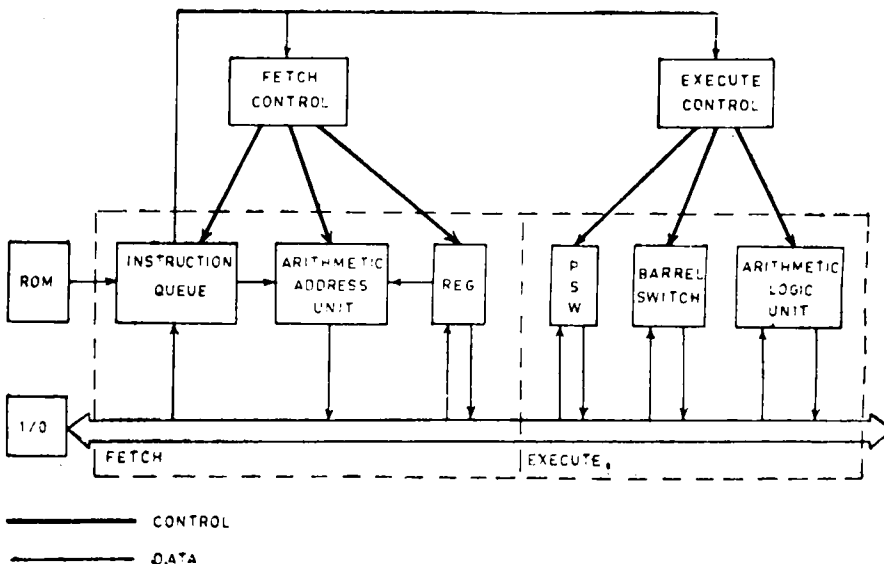 FETCH
CONTROL
EXECUTE
CONTROL
ROM
INSTRUCTION
QUEUE
ARITHMETIC
ADDRESS
UNIT
REG
P
S
W
BARREL
SWITCH
ARITHMETIC
LOGIC
UNIT
I/O
FETCH
EXECUTE
CONTROL
DATA